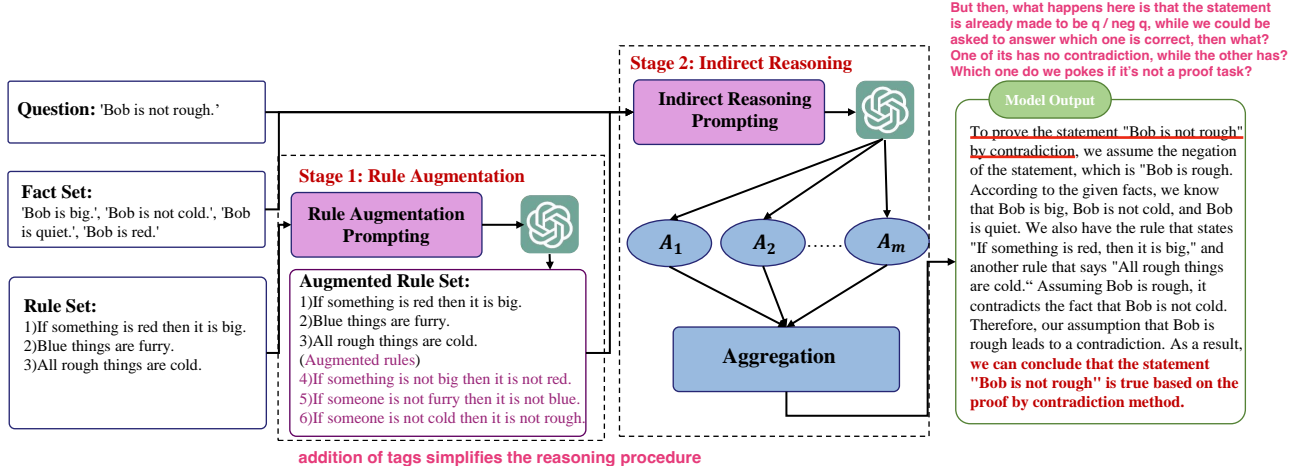 But then, what happens here is that the statement
is already made to be q / neg q, while we could be
asked to answer which one is correct, then what?
One of its has no contradiction, while the other has?
Which one do we pokes if it's not a proof task?
Question: 'Bob is not rough.'
Fact Set:
'Bob is big.', 'Bob is not cold.', 'Bob
is quiet.', 'Bob is red.'
Rule Set:
1)If something is red then it is big.
2)Blue things are furry.
3)All rough things are cold.
Stage 1: Rule Augmentation
Rule Augmentation
Prompting
Augmented Rule Set:
1)If something is red then it is big.
2)Blue things are furry.
3)All rough things are cold.
(Augmented rules)
4)If something is not big then it is not red.
5)If someone is not furry then it is not blue.
6)If someone is not cold then it is not rough.
addition of tags simplifies the reasoning procedure
Stage 2: Indirect Reasoning
Indirect Reasoning
Prompting
A1 A2 ...... Am
Aggregation
Model Output
To prove the statement "Bob is not rough"
by contradiction, we assume the negation
of the statement, which is "Bob is rough.
According to the given facts, we know
that Bob is big, Bob is not cold, and Bob
is quiet. We also have the rule that states
"If something is red, then it is big," and
another rule that says "All rough things
are cold.“ Assuming Bob is rough, it
contradicts the fact that Bob is not cold.
Therefore, our assumption that Bob is
rough leads to a contradiction. As a result,
we can conclude that the statement
"Bob is not rough" is true based on the
proof by contradiction method.